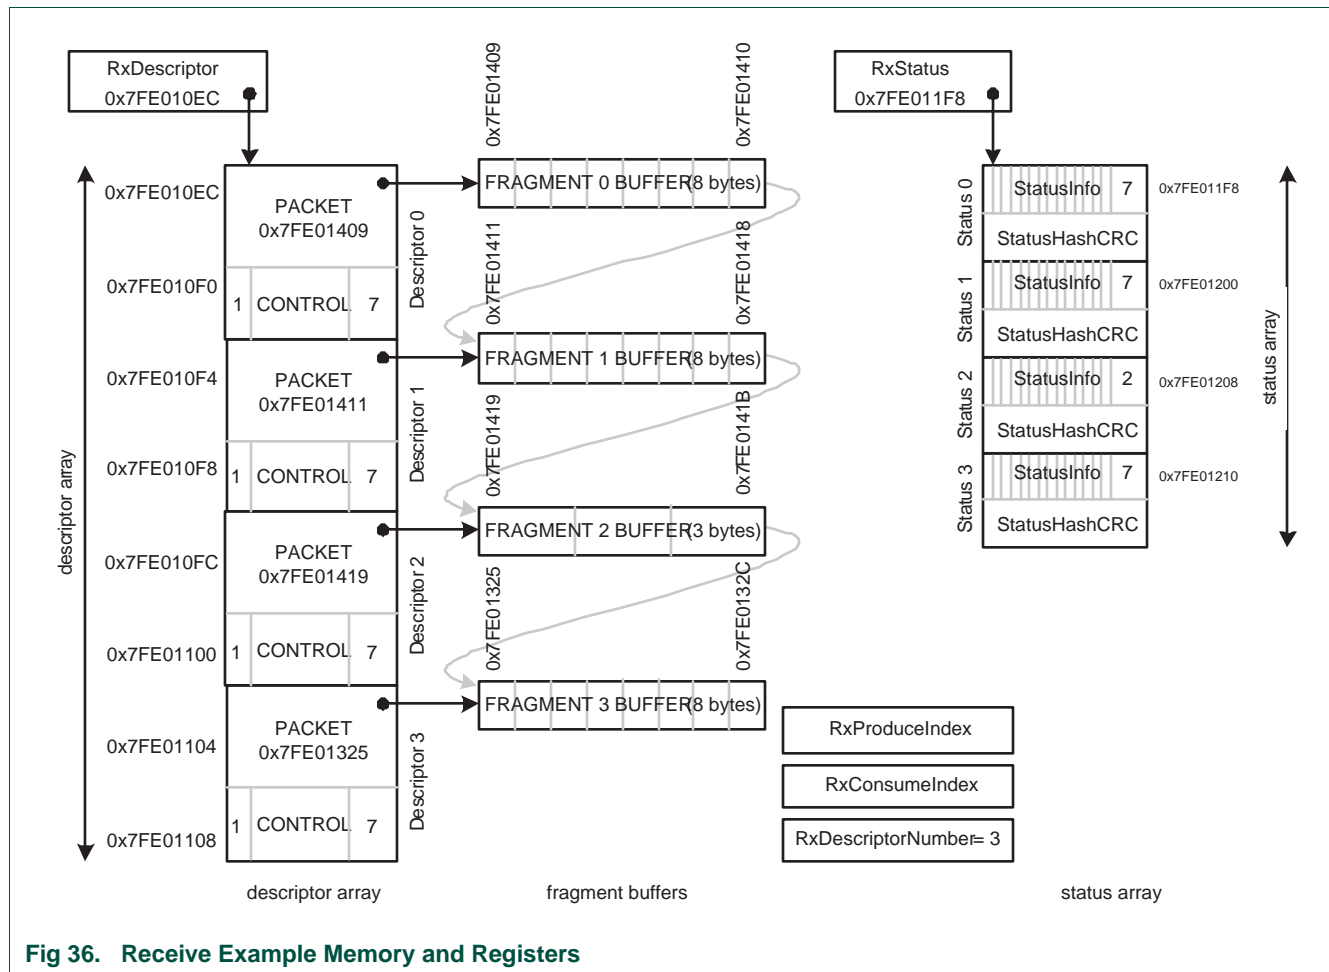 RxDescriptor
0x7FE010EC
0x7FE01409
0x7FE01410
RxStatus
0x7FE011F8
0x7FE010EC
PACKET
0x7FE01409
Descriptor 0
FRAGMENT 0 BUFFER(8 bytes)
0x7FE010F0
1 CONTROL 7
0x7FE01411
0x7FE01418
0x7FE010F4
PACKET
0x7FE01411
Descriptor 1
FRAGMENT 1 BUFFER(8 bytes)
0x7FE010F8
1 CONTROL 7
0x7FE01419
0x7FE0141B
0x7FE010FC
PACKET
0x7FE01419
Descriptor 2
FRAGMENT 2 BUFFER(3 bytes)
0x7FE01100
1 CONTROL 7
0x7FE01325
0x7FE0132C
0x7FE01104
PACKET
0x7FE01325
Descriptor 3
FRAGMENT 3 BUFFER(8 bytes)
0x7FE01108
1 CONTROL 7
descriptor array
Status 0
StatusInfo 7
0x7FE011F8
StatusHashCRC
Status 1
StatusInfo 7
0x7FE01200
StatusHashCRC
Status 2
StatusInfo 2
0x7FE01208
StatusHashCRC
Status 3
StatusInfo 7
0x7FE01210
StatusHashCRC
status array
RxProduceIndex
RxConsumeIndex
RxDescriptorNumber= 3
descriptor array
fragment buffers
status array
Fig 36. Receive Example Memory and Registers